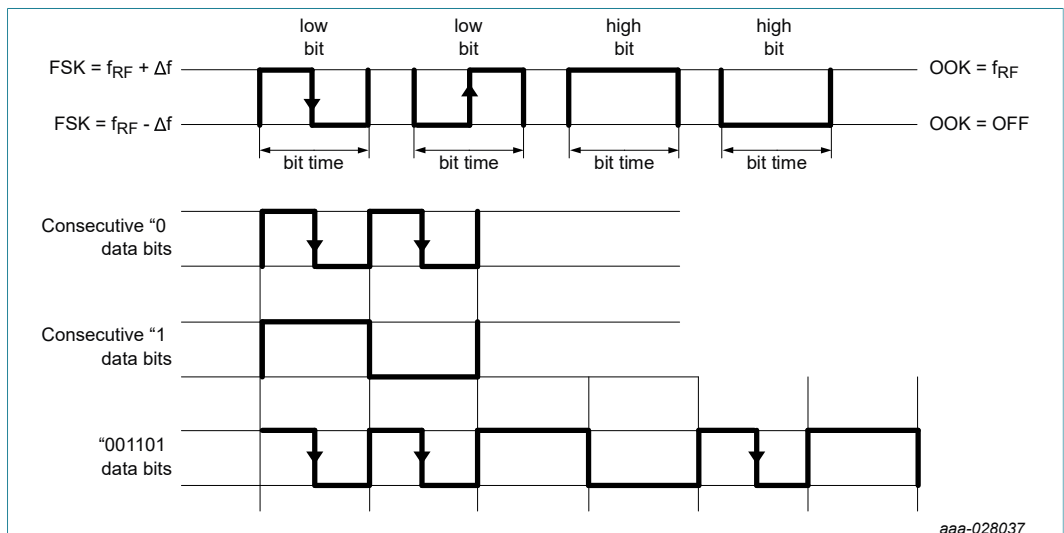 low
bit
low
bit
high
bit
high
bit
FSK = fRF + Δf
OOK = fRF
FSK = fRF - Δf
OOK = OFF
bit time
bit time
bit time
bit time
Consecutive “0
data bits
Consecutive “1
data bits
“001101
data bits
aaa-028037